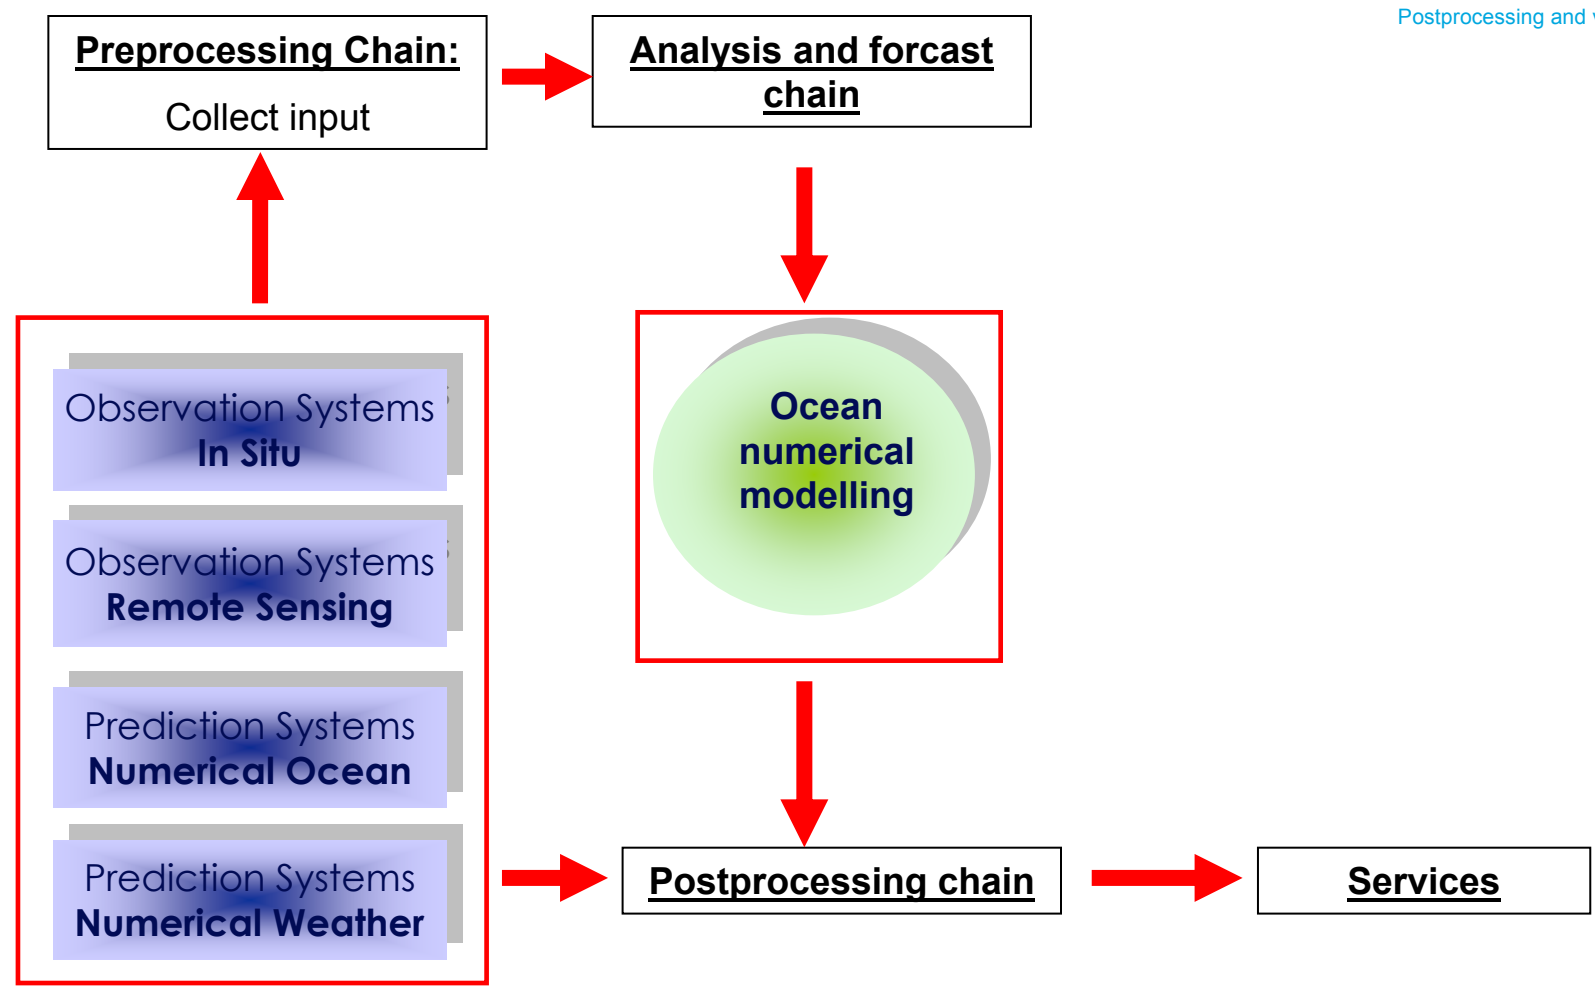 Postprocessing and
Preprocessing Chain:
Collect input
Analysis and forcast
chain
Observation Systems
In Situ
Observation Systems
Remote Sensing
Prediction Systems
Numerical Ocean
Prediction Systems
Numerical Weather
Ocean
numerical
modelling
Postprocessing chain
Services